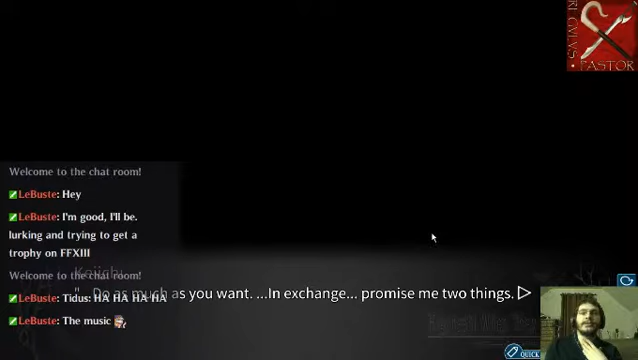 PASTOR
Welcome to the chat room!
LeBuste: Hey
LeBuste: I'm good, I'll be.
lurking and trying to get a
trophy on FFXIII
Keiichi
Welcome to the chat room!
" Do as much as you want. ...In exchange... promise me two things.
LeBuste: Tidus: HA HA HA HA
LeBuste: The music
QUICK